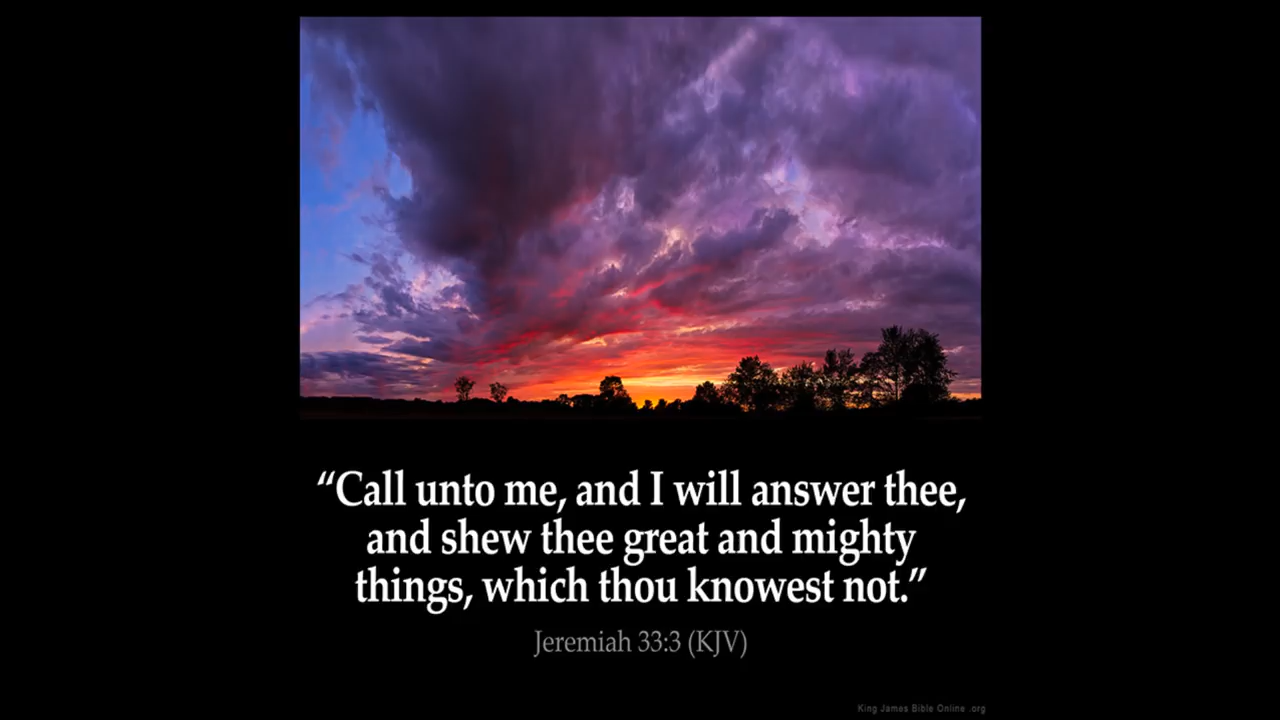 “Call unto me, and I will answer thee,
and shew thee great and mighty
things, which thou knowest not.”
Jeremiah 33:3 (KJV)
King James Bible Online .org